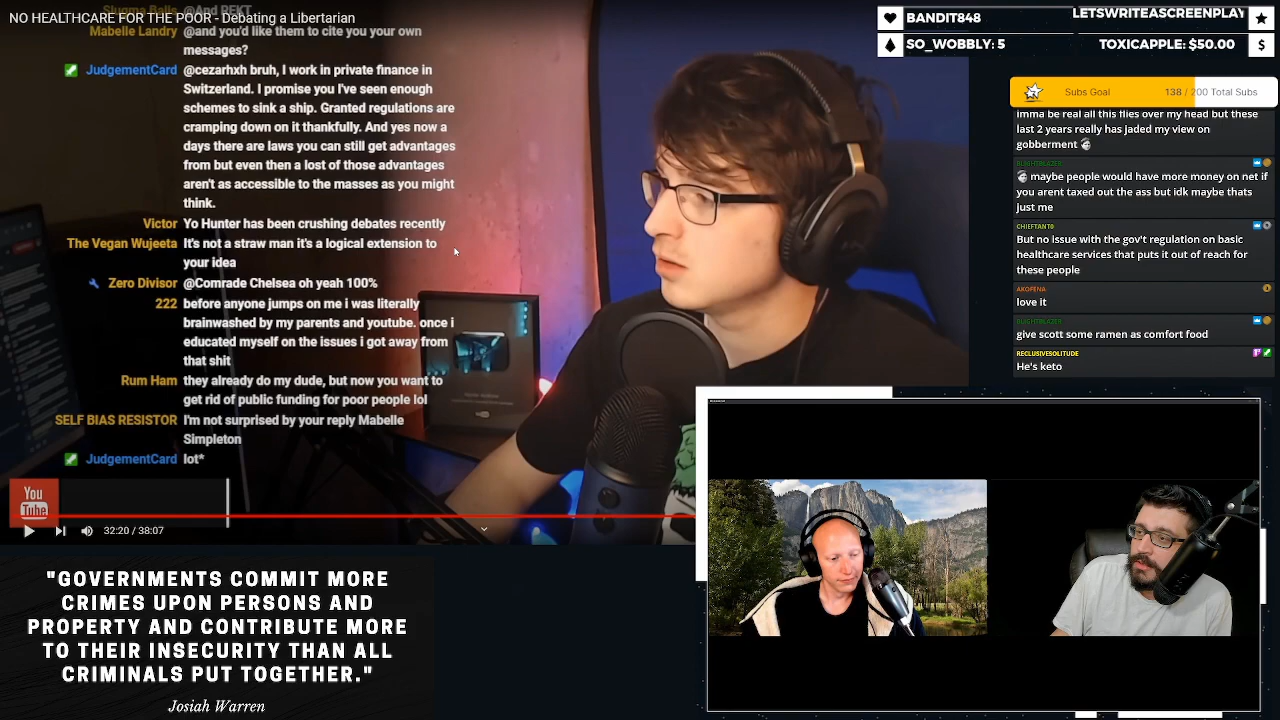 NO HEALTHCARE FOR THE POOR - Debating a Libertarian
Slugma Balls @And REKT
Mabelle Landry @and you'd like them to cite you your own
messages?
JudgementCard @cezarhxh bruh, I work in private finance in
Switzerland. I promise you I've seen enough
schemes to sink a ship. Granted regulations are
cramping down on it thankfully. And yes now a
days there are laws you can still get advantages
from but even then a lost of those advantages
aren't as accessible to the masses as you might
think.
Victor Yo Hunter has been crushing debates recently
The Vegan Wujeeta It's not a straw man it's a logical extension to
your idea
Zero Divisor @Comrade Chelsea oh yeah 100%
222 before anyone jumps on me i was literally
brainwashed by my parents and youtube. once i
educated myself on the issues i got away from
that shit
Rum Ham they already do my dude, but now you want to
get rid of public funding for poor people lol
SELF BIAS RESISTOR I'm not surprised by your reply Mabelle
Simpleton
JudgementCard lot*
You
Tube
32:20 / 38:07
"GOVERNMENTS COMMIT MORE
CRIMES UPON PERSONS AND
PROPERTY AND CONTRIBUTE MORE
TO THEIR INSECURITY THAN ALL
CRIMINALS PUT TOGETHER."
Josiah Warren
BANDIT848
LETSWRITEASCREENPLAY
SO_WOBBLY: 5
TOXICAPPLE: $50.00
$
Subs Goal 138 / 200 Total Subs
imma be real all this flies over my head but these
last 2 years really has jaded my view on
gobberment
BLIGHTBLAZER
maybe people would have more money on net if
you arent taxed out the ass but idk maybe thats
just me
CHIEFTANT0
But no issue with the gov't regulation on basic
healthcare services that puts it out of reach for
these people
AKOFENA
love it
BLIGHTBLAZER
give scott some ramen as comfort food
RECLUSIVESOLITUDE
He's keto